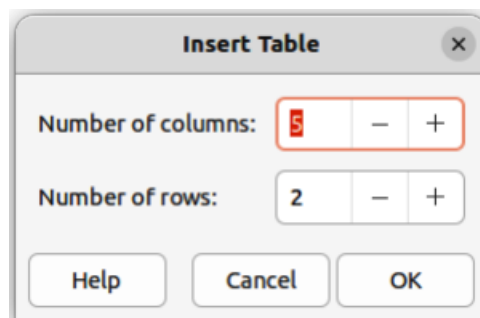 Insert Table
Number of columns: 5
Number of rows: 2
Help Cancel OK